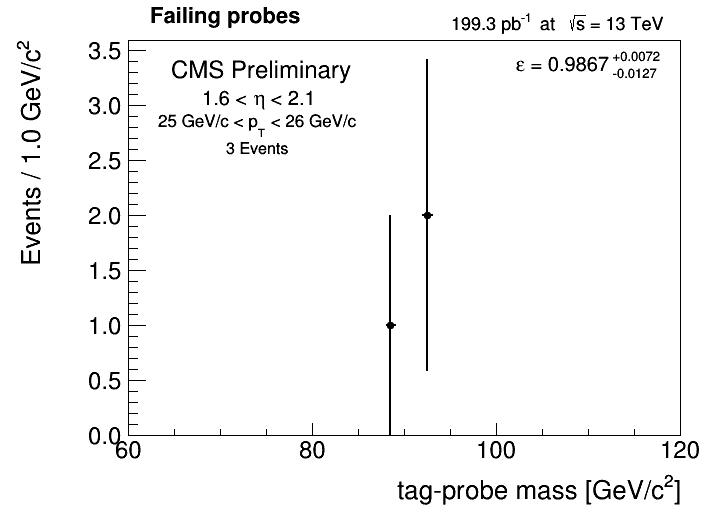 Failing probes
199.3 pb⁻¹ at √s = 13 TeV
CMS Preliminary
ε = 0.9867 +0.0072 -0.0127
1.6 < η < 2.1
25 GeV/c < p_T < 26 GeV/c
3 Events
Events / 1.0 GeV/c²
3.5
3.0
2.5
2.0
1.5
1.0
0.5
0.0
60 80 100 120
tag-probe mass [GeV/c²]